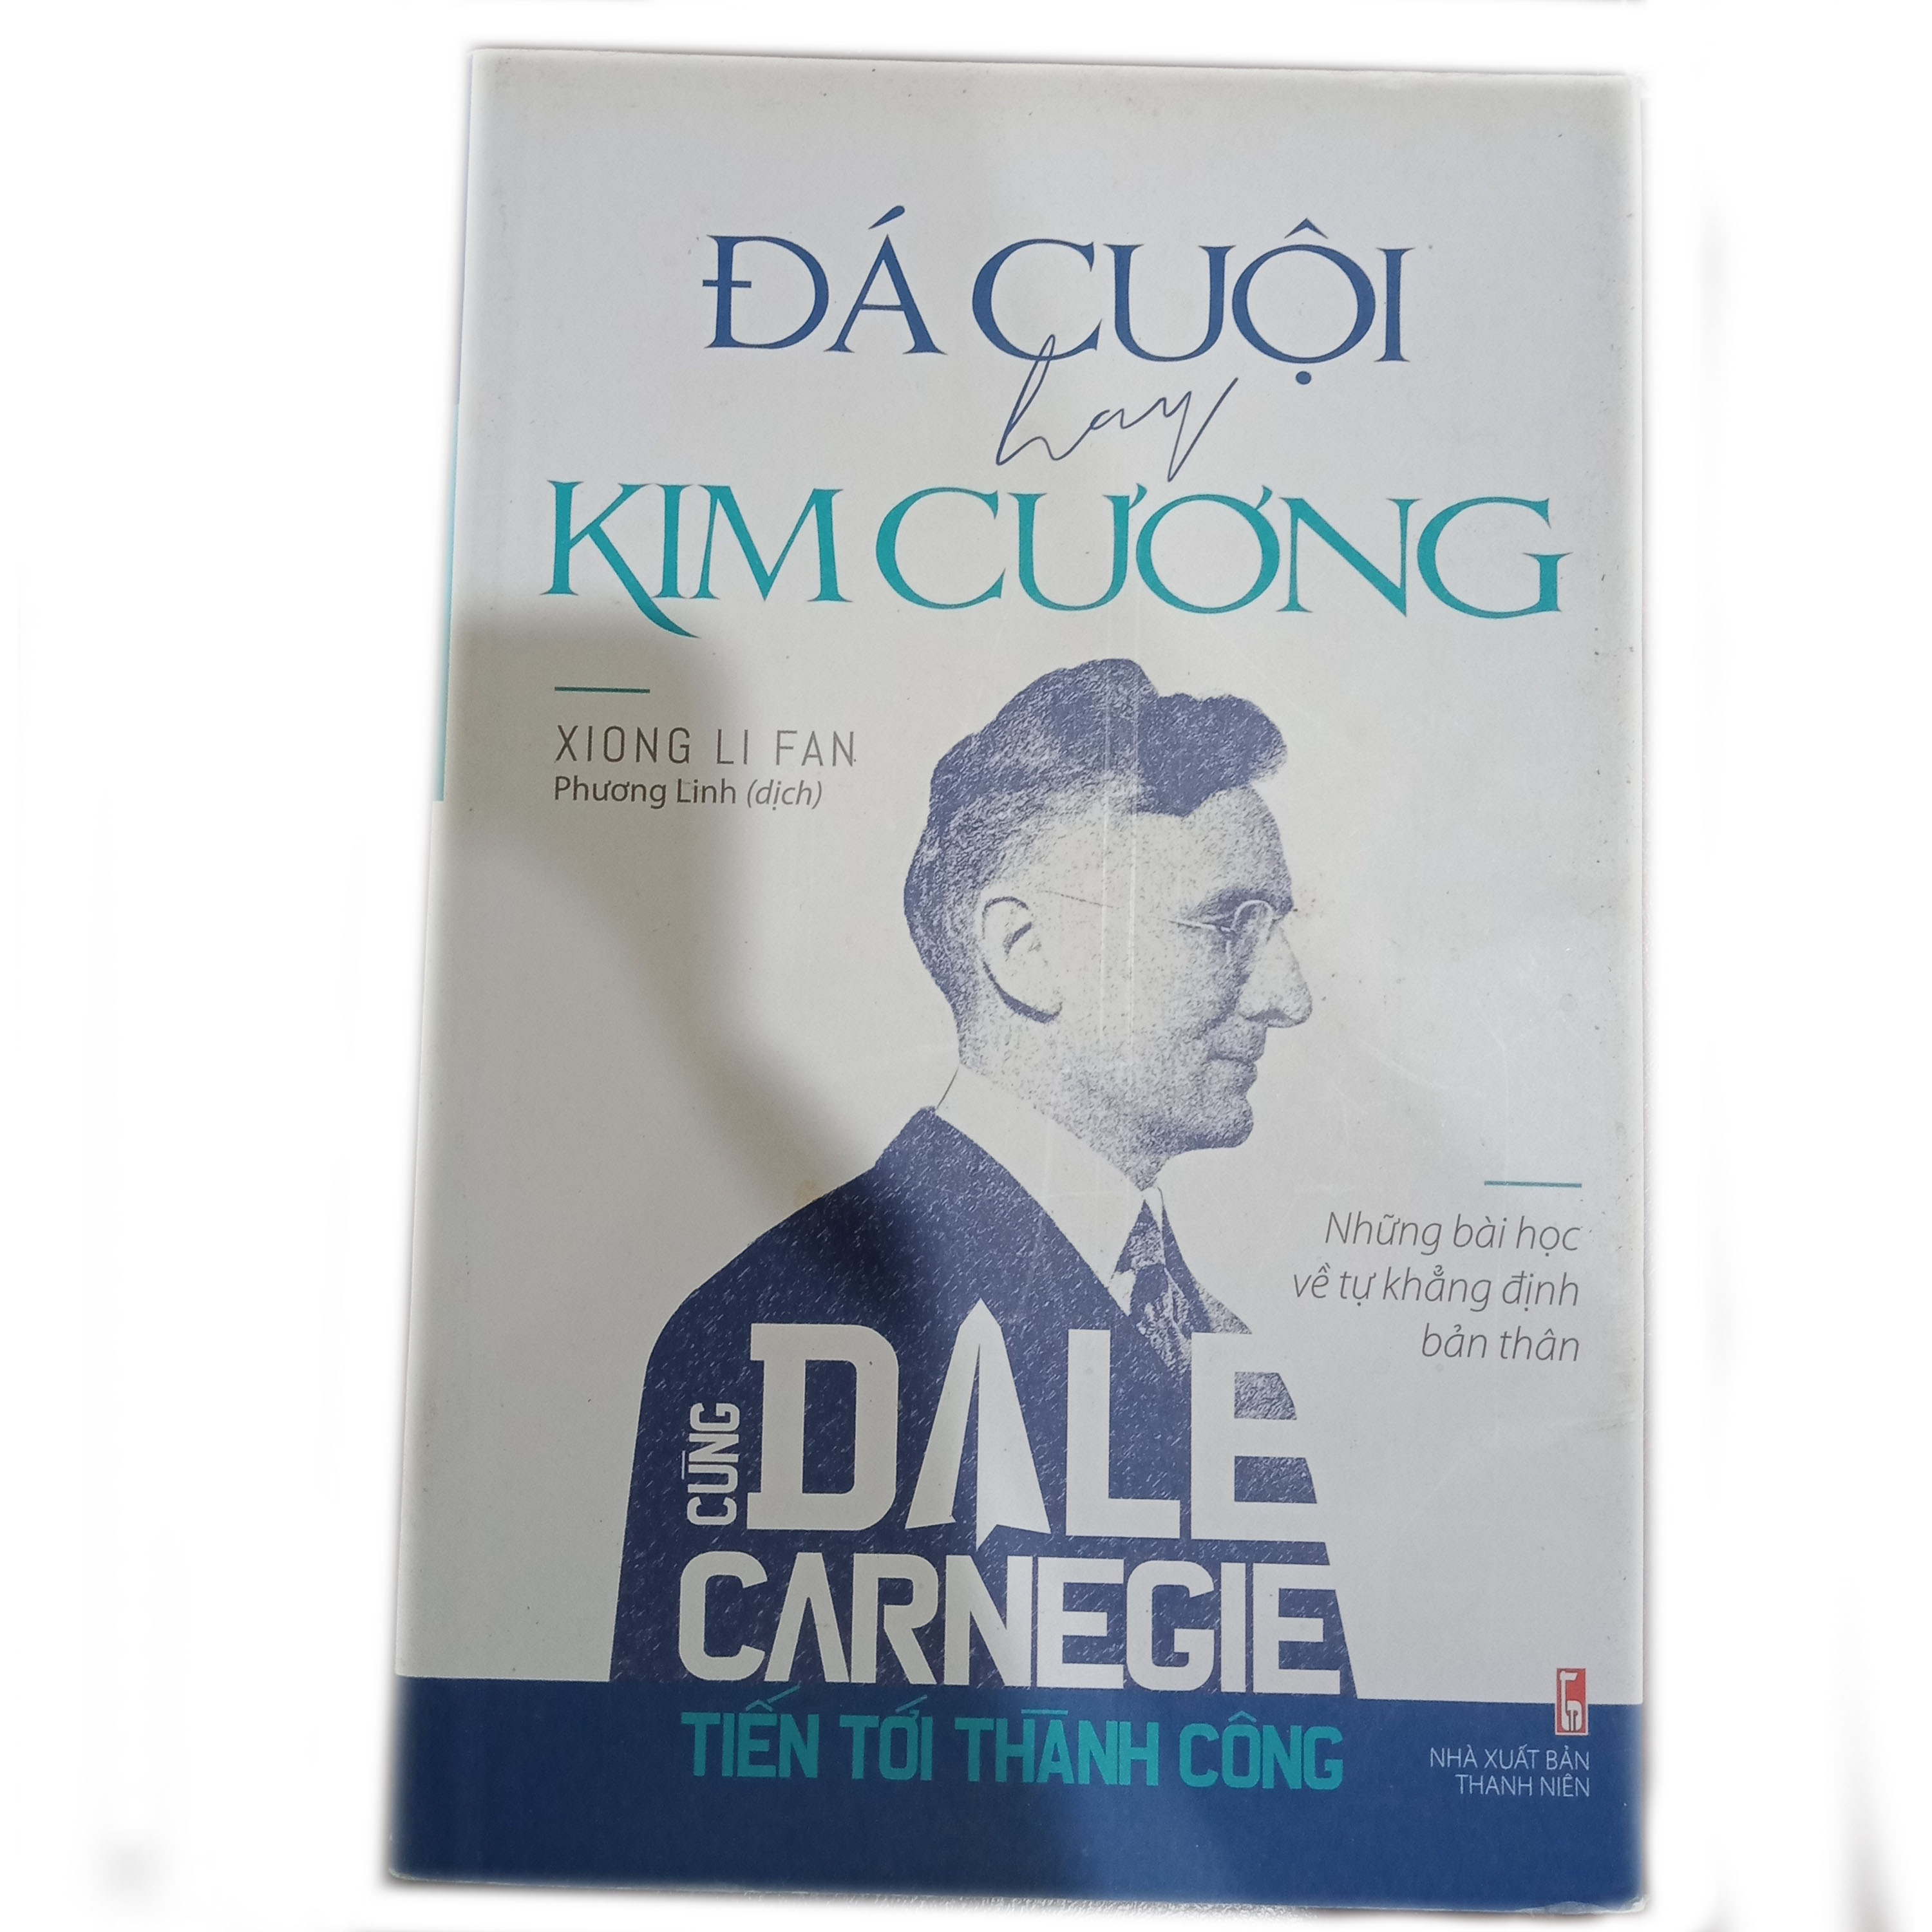 ĐÁ CUỘI
hay
KIM CƯƠNG
XIONG LI FAN
Phương Linh (dịch)
Những bài học
về tự khẳng định
bản thân
CÙNG
DALE
CARNEGIE
TIẾN TỚI THÀNH CÔNG
NHÀ XUẤT BẢN
THANH NIÊN